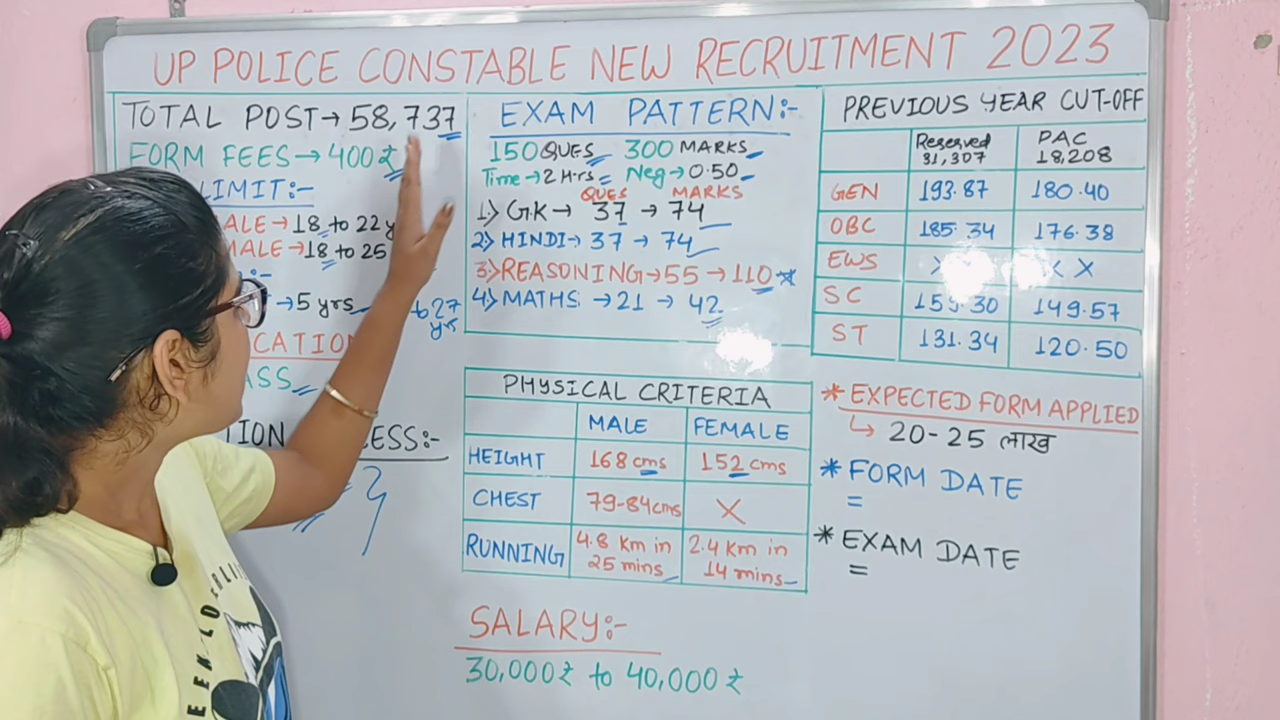 UP POLICE CONSTABLE NEW RECRUITMENT 2023
TOTAL POST→58,737
FORM FEES→400₹
LIMIT:-
ALE→18 to 22 y
MALE→18 to 25
→5 yrs
to 27
yrs
CATION
ASS
TION CESS:-
EXAM PATTERN:-
150 QUES 300 MARKS
Time→2 Hrs Neg→0.50
QUES MARKS
1) G.K→ 37 → 74
2) HINDI→ 37 → 74
3) REASONING→55→110*
4) MATHS →21 → 42
PHYSICAL CRITERIA
MALE FEMALE
HEIGHT 168 cms 152 cms
CHEST 79-84cms X
RUNNING 4.8 Km in 25 mins 2.4 Km in 14 mins
SALARY:-
30,000₹ to 40,000₹
PREVIOUS YEAR CUT-OFF
Reserved 31,307 PAC 18,208
GEN 193.87 180.40
OBC 185.34 176.38
EWS X X X
SC 159.30 149.57
ST 131.34 120.50
* EXPECTED FORM APPLIED
↳ 20-25 लाख
* FORM DATE
=
* EXAM DATE
=